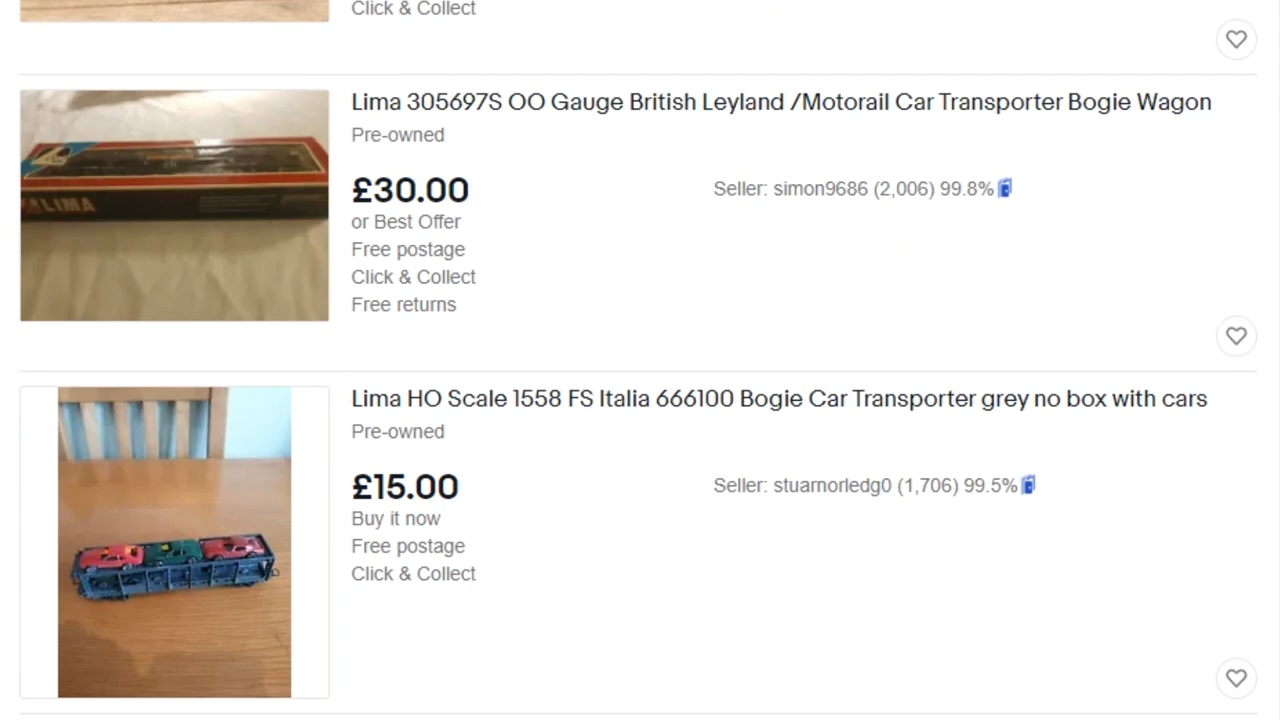 Click & Collect
Lima 305697S OO Gauge British Leyland /Motorail Car Transporter Bogie Wagon
Pre-owned
£30.00
Seller: simon9686 (2,006) 99.8%
or Best Offer
Free postage
Click & Collect
Free returns
LIMA
Lima HO Scale 1558 FS Italia 666100 Bogie Car Transporter grey no box with cars
Pre-owned
£15.00
Seller: stuarnorledg0 (1,706) 99.5%
Buy it now
Free postage
Click & Collect